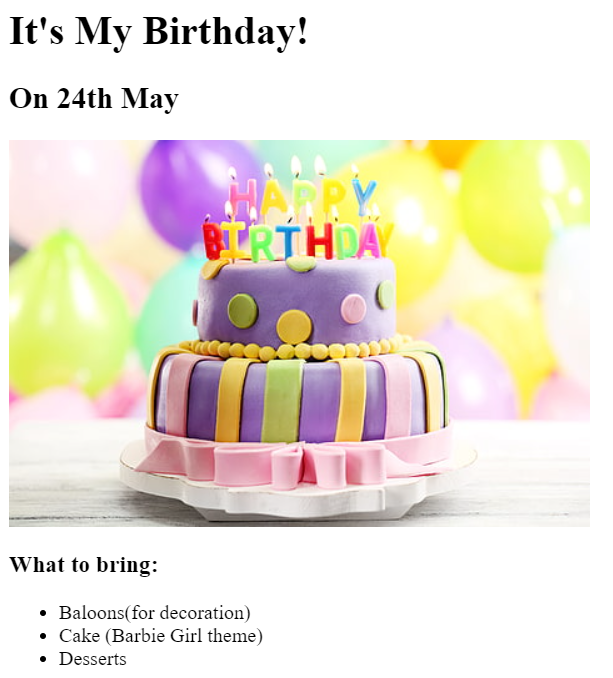 It's My Birthday!
On 24th May
HAPPY
BIRTHDAY
What to bring:
Baloons(for decoration)
Cake (Barbie Girl theme)
Desserts